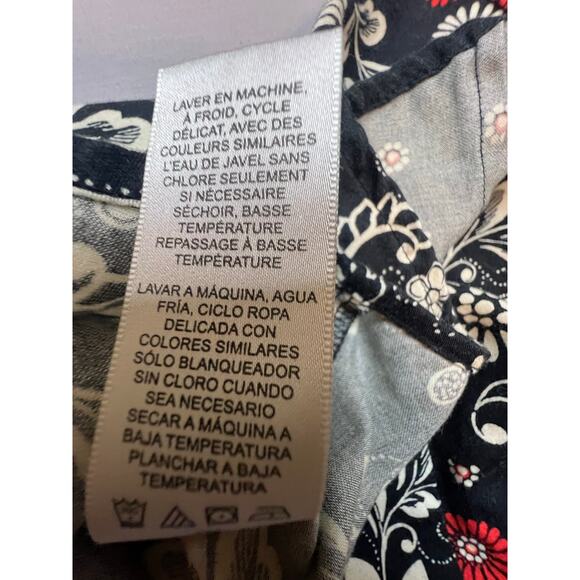 LAVER EN MACHINE,
À FROID, CYCLE
DÉLICAT, AVEC DES
COULEURS SIMILAIRES
L'EAU DE JAVEL SANS
CHLORE SEULEMENT
SI NÉCESSAIRE
SÉCHOIR, BASSE
TEMPÉRATURE
REPASSAGE À BASSE
TEMPÉRATURE
LAVAR A MÁQUINA, AGUA
FRÍA, CICLO ROPA
DELICADA CON
COLORES SIMILARES
SÓLO BLANQUEADOR
SIN CLORO CUANDO
SEA NECESARIO
SECAR A MÁQUINA A
BAJA TEMPERATURA
PLANCHAR A BAJA
TEMPERATURA